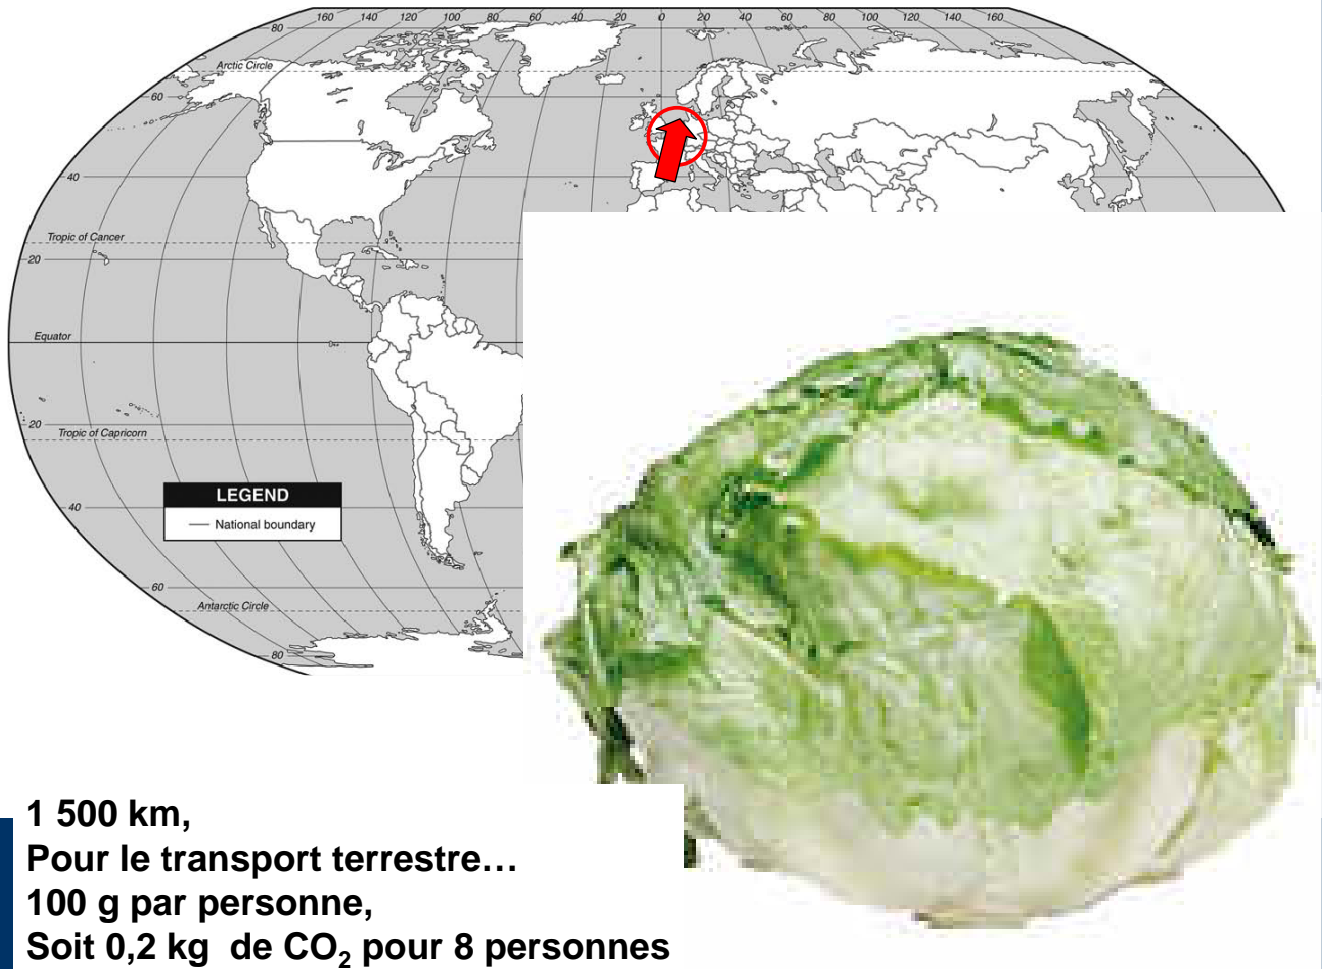 160 140 120 100 80 60 40 20 0 20 40 60 80 100 120 140 160
80
Arctic Circle
60
40
Tropic of Cancer
20
Equator
20
Tropic of Capricorn
LEGEND
National boundary
40
60
Antarctic Circle
80
1 500 km,
Pour le transport terrestre…
100 g par personne,
Soit 0,2 kg de CO₂ pour 8 personnes